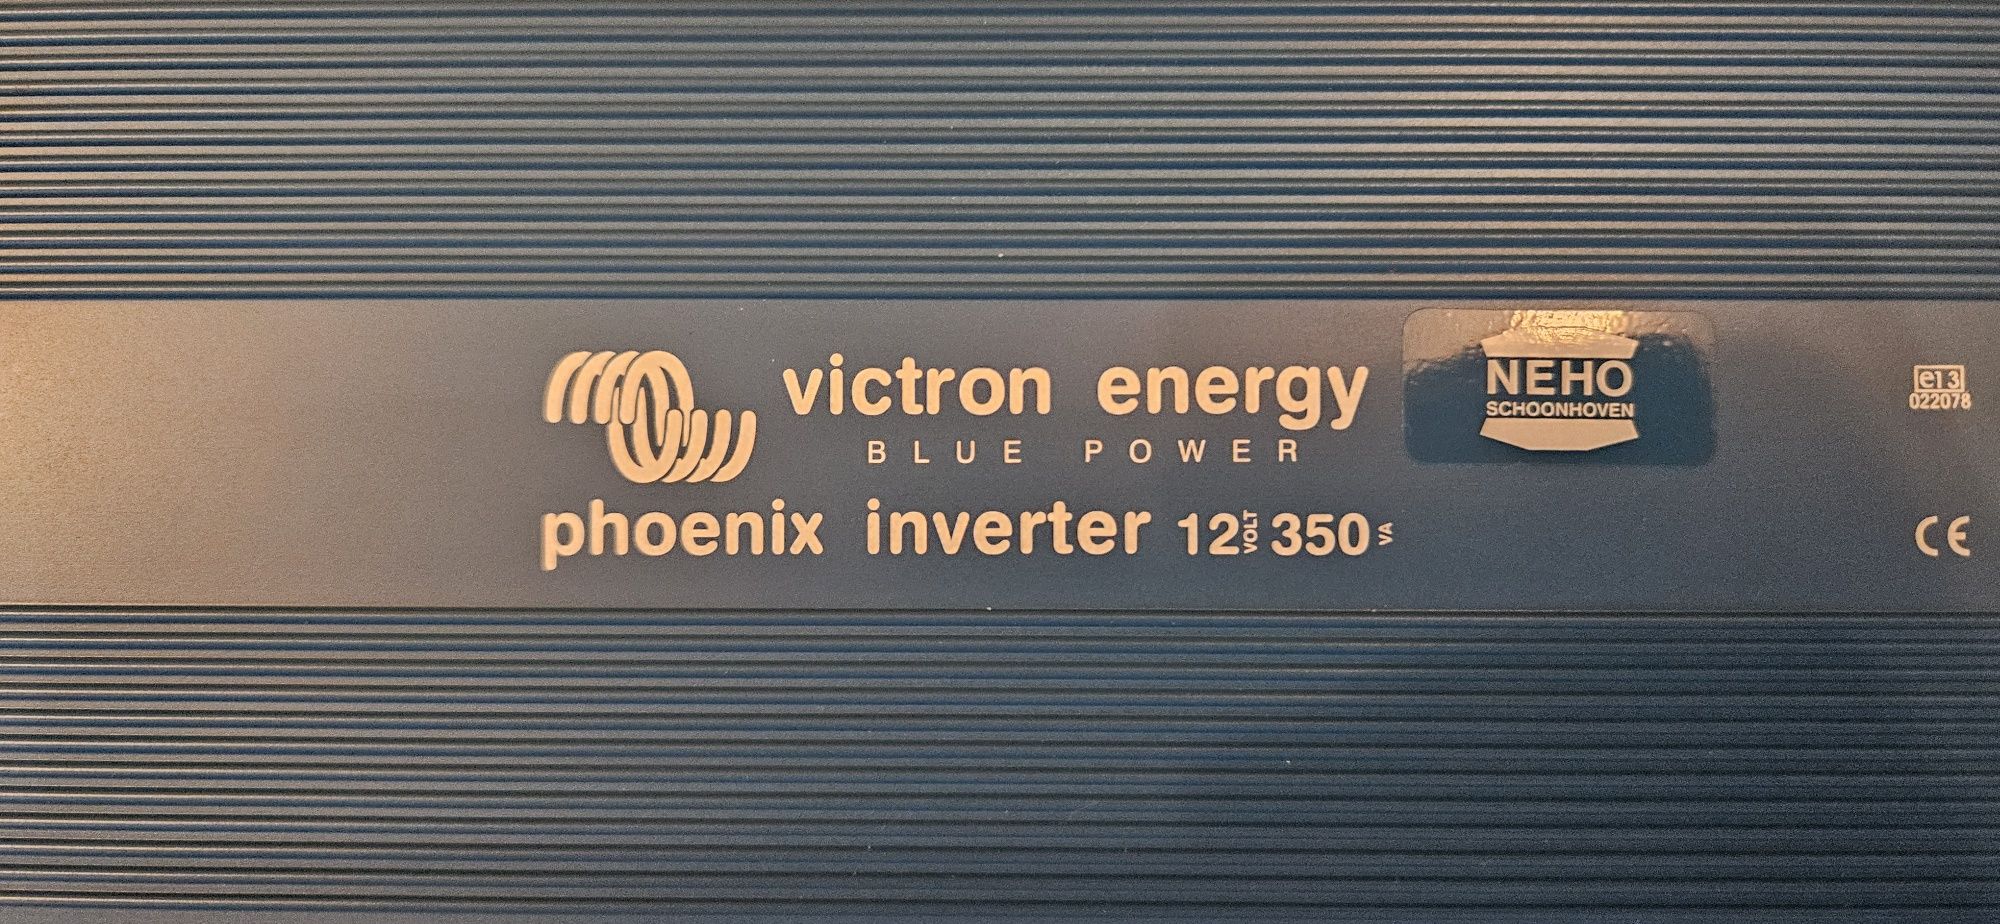 victron energy
BLUE POWER
phoenix inverter 12 VOLT 350 VA
NEHO
SCHOONHOVEN
e13
022078
CE